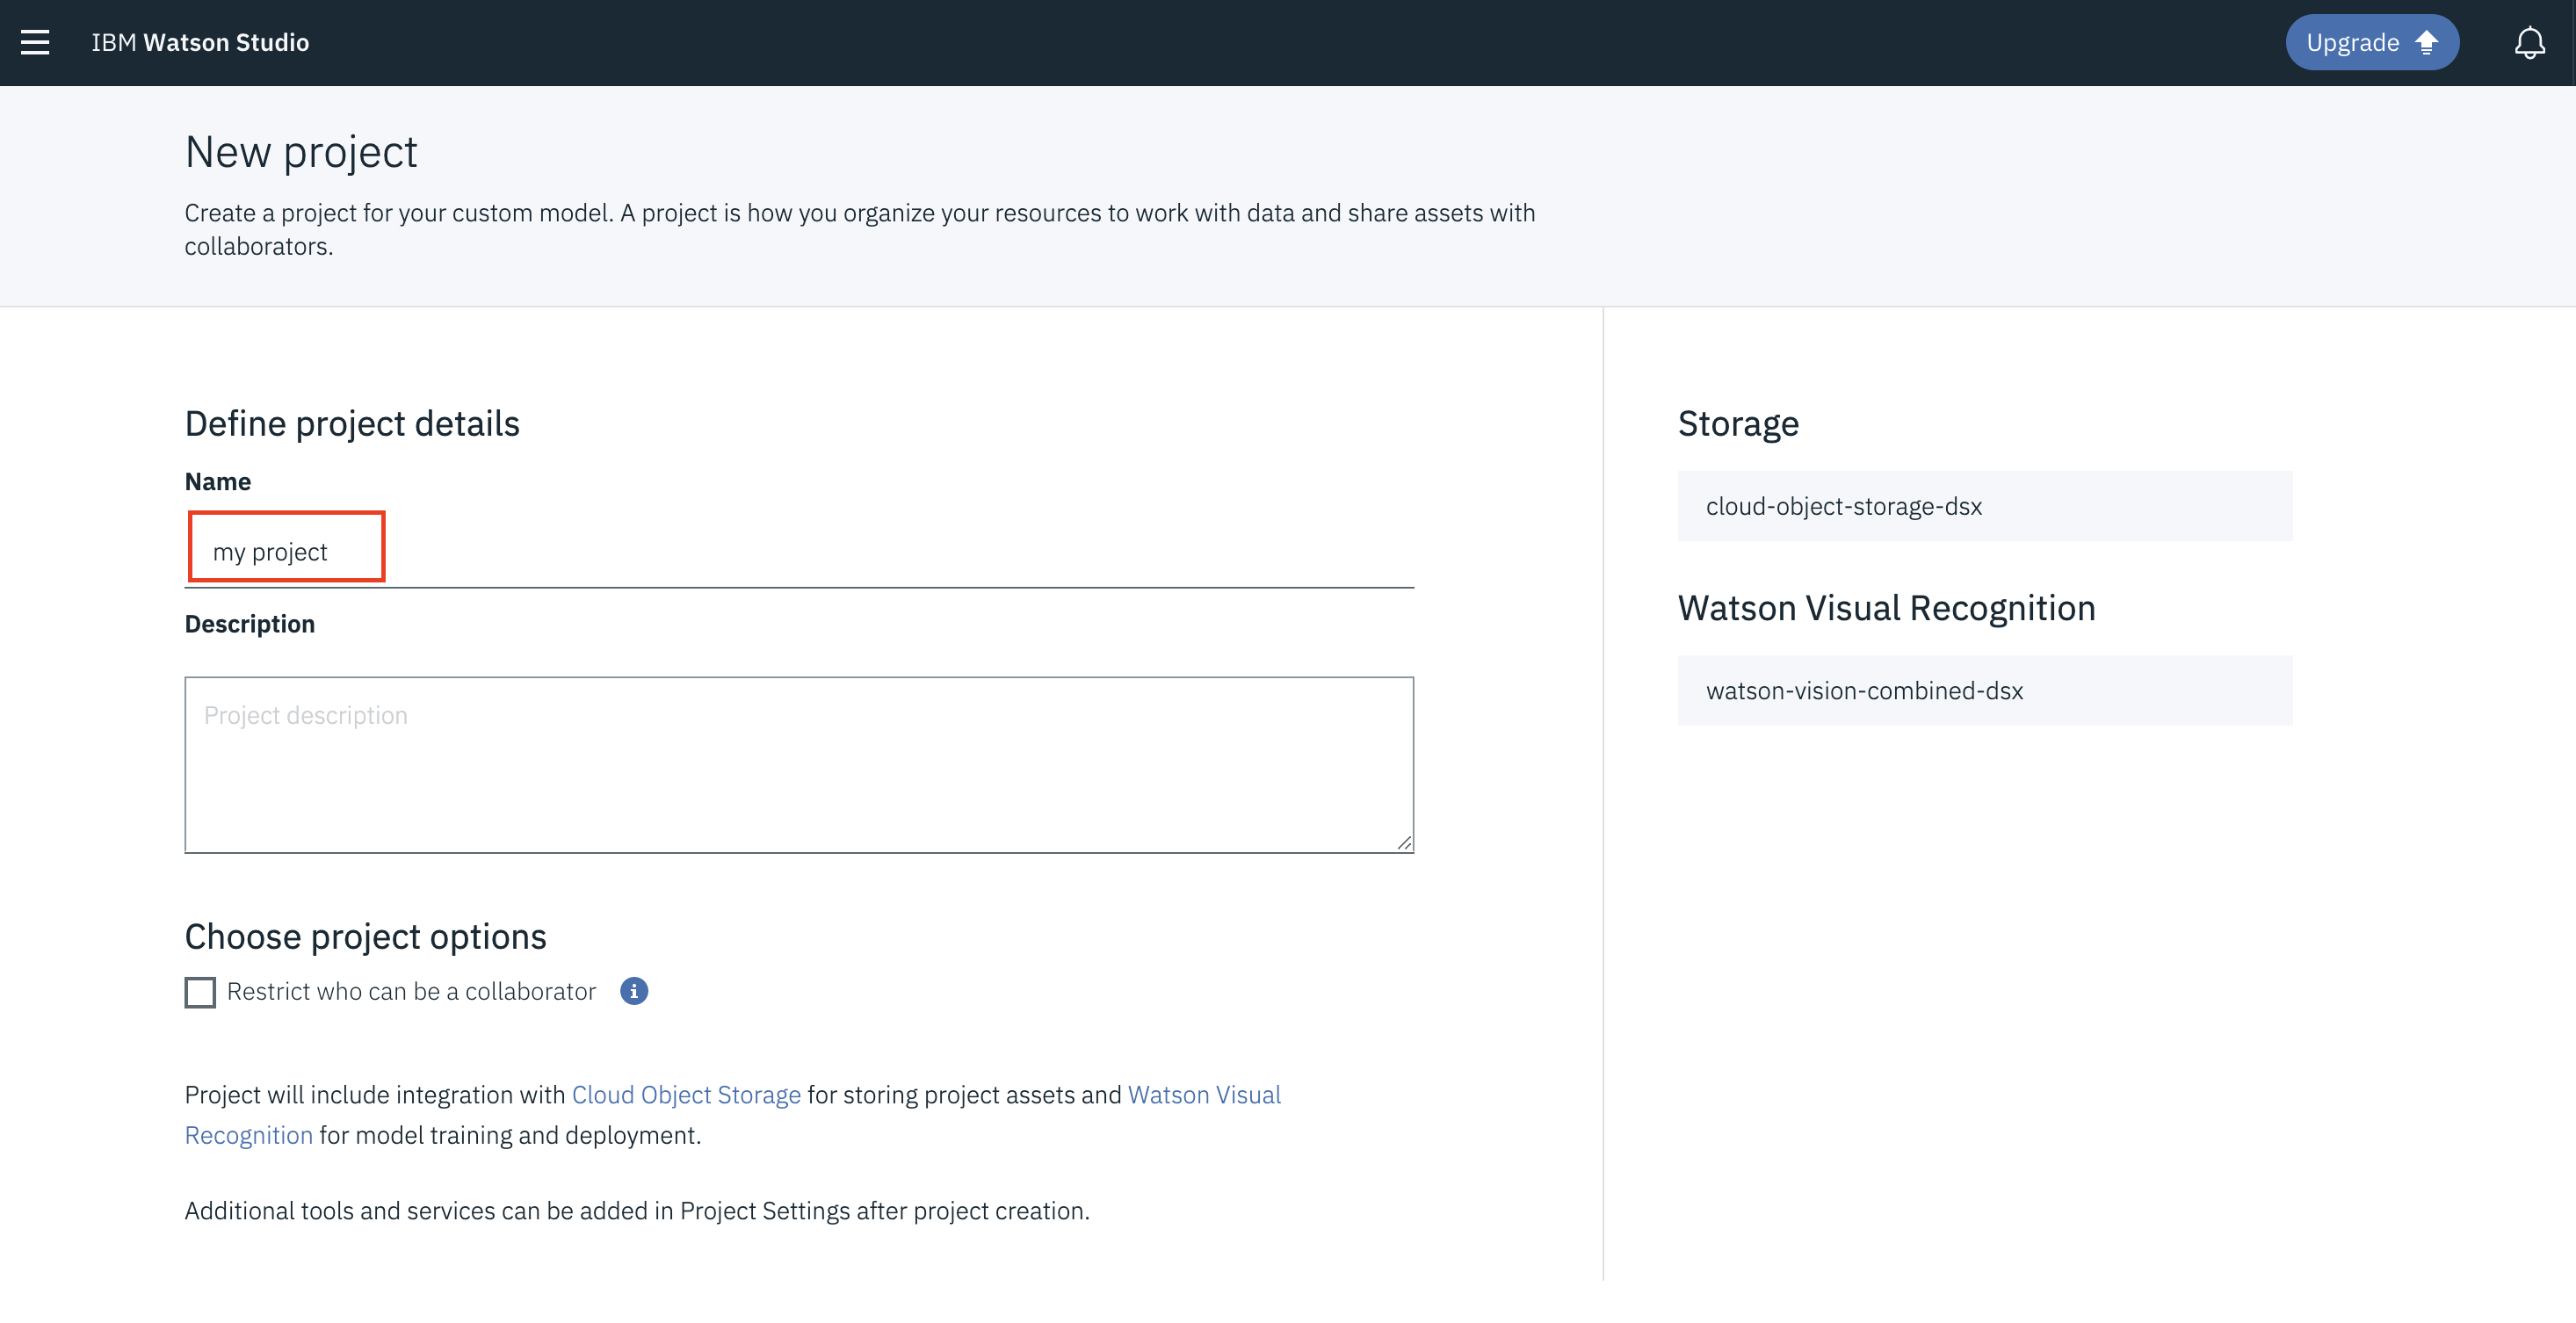 IBM Watson Studio
Upgrade
New project
Create a project for your custom model. A project is how you organize your resources to work with data and share assets with
collaborators.
Define project details
Name
my project
Description
Project description
Choose project options
Restrict who can be a collaborator
Project will include integration with Cloud Object Storage for storing project assets and Watson Visual
Recognition for model training and deployment.
Additional tools and services can be added in Project Settings after project creation.
Storage
cloud-object-storage-dsx
Watson Visual Recognition
watson-vision-combined-dsx